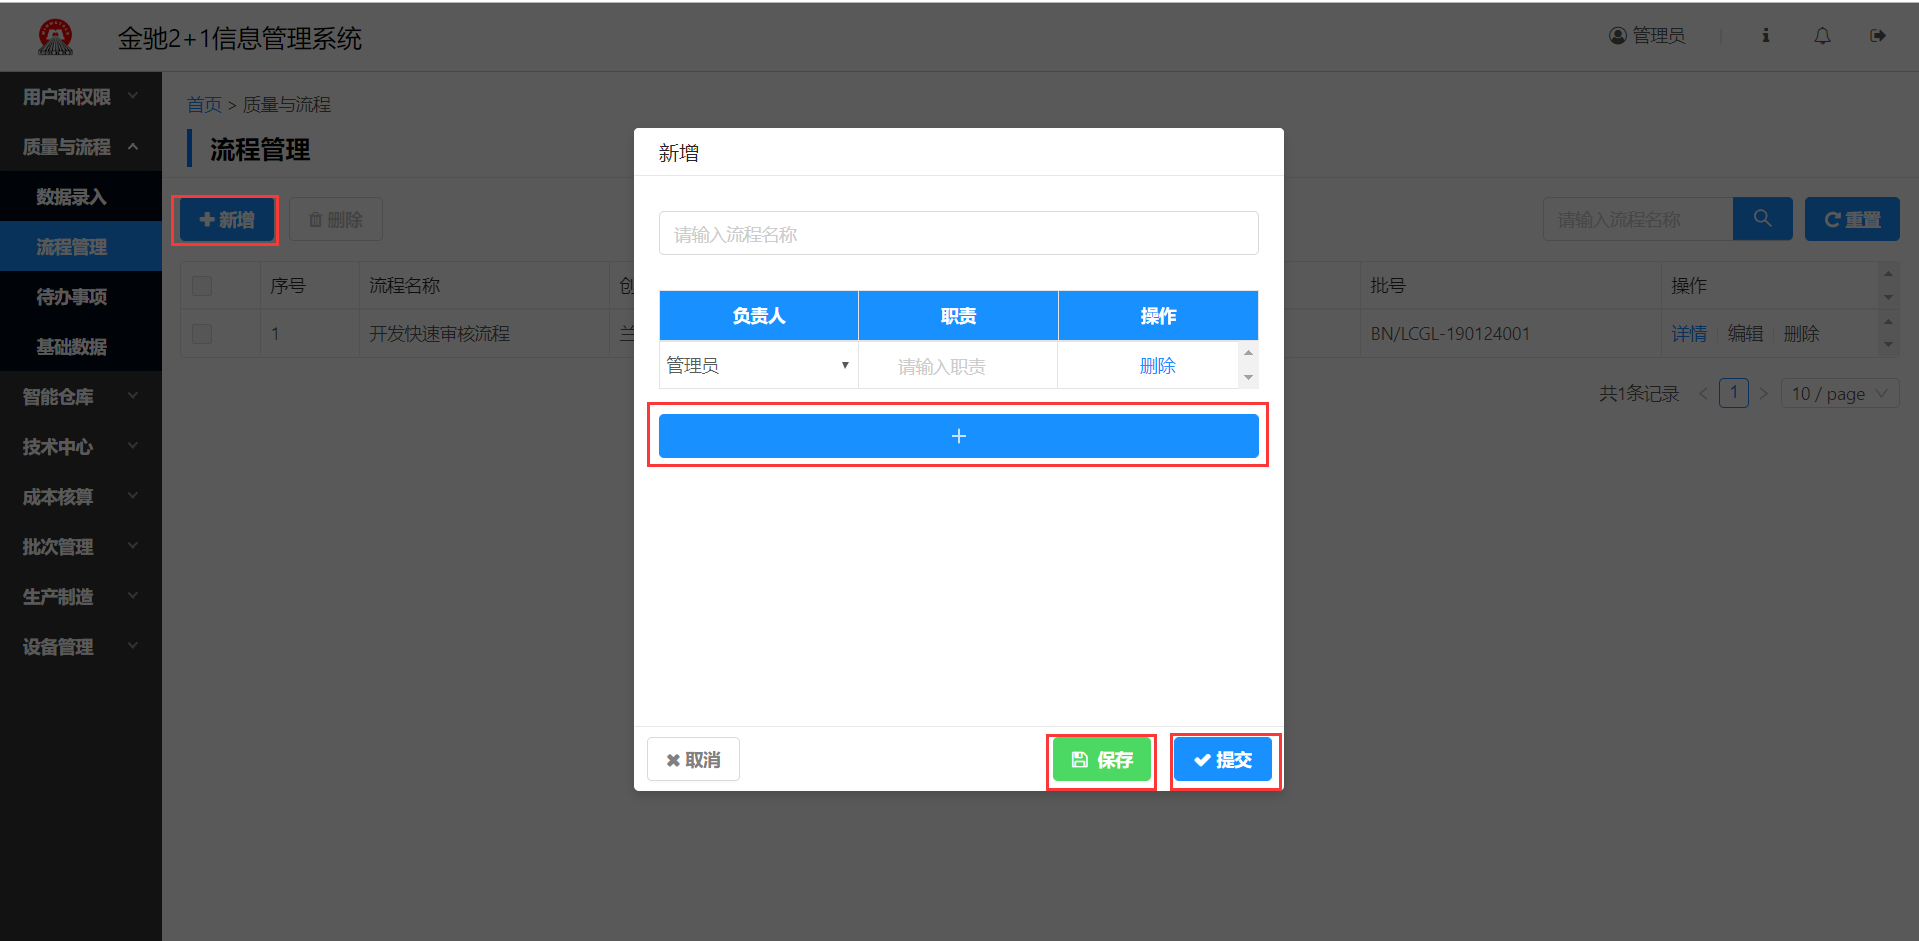 金驰2+1信息管理系统
管理员
用户和权限
质量与流程
数据录入
流程管理
待办事项
基础数据
智能仓库
技术中心
成本核算
批次管理
生产制造
设备管理
首页 > 质量与流程
流程管理
新增
删除
请输入流程名称
重置
序号 流程名称 创 批号 操作
1 开发快速审核流程 兰 BN/LCGL-190124001 详情 编辑 删除
共1条记录 < 1 > 10 / page
新增
请输入流程名称
负责人 职责 操作
管理员 请输入职责 删除
+
取消
保存
提交